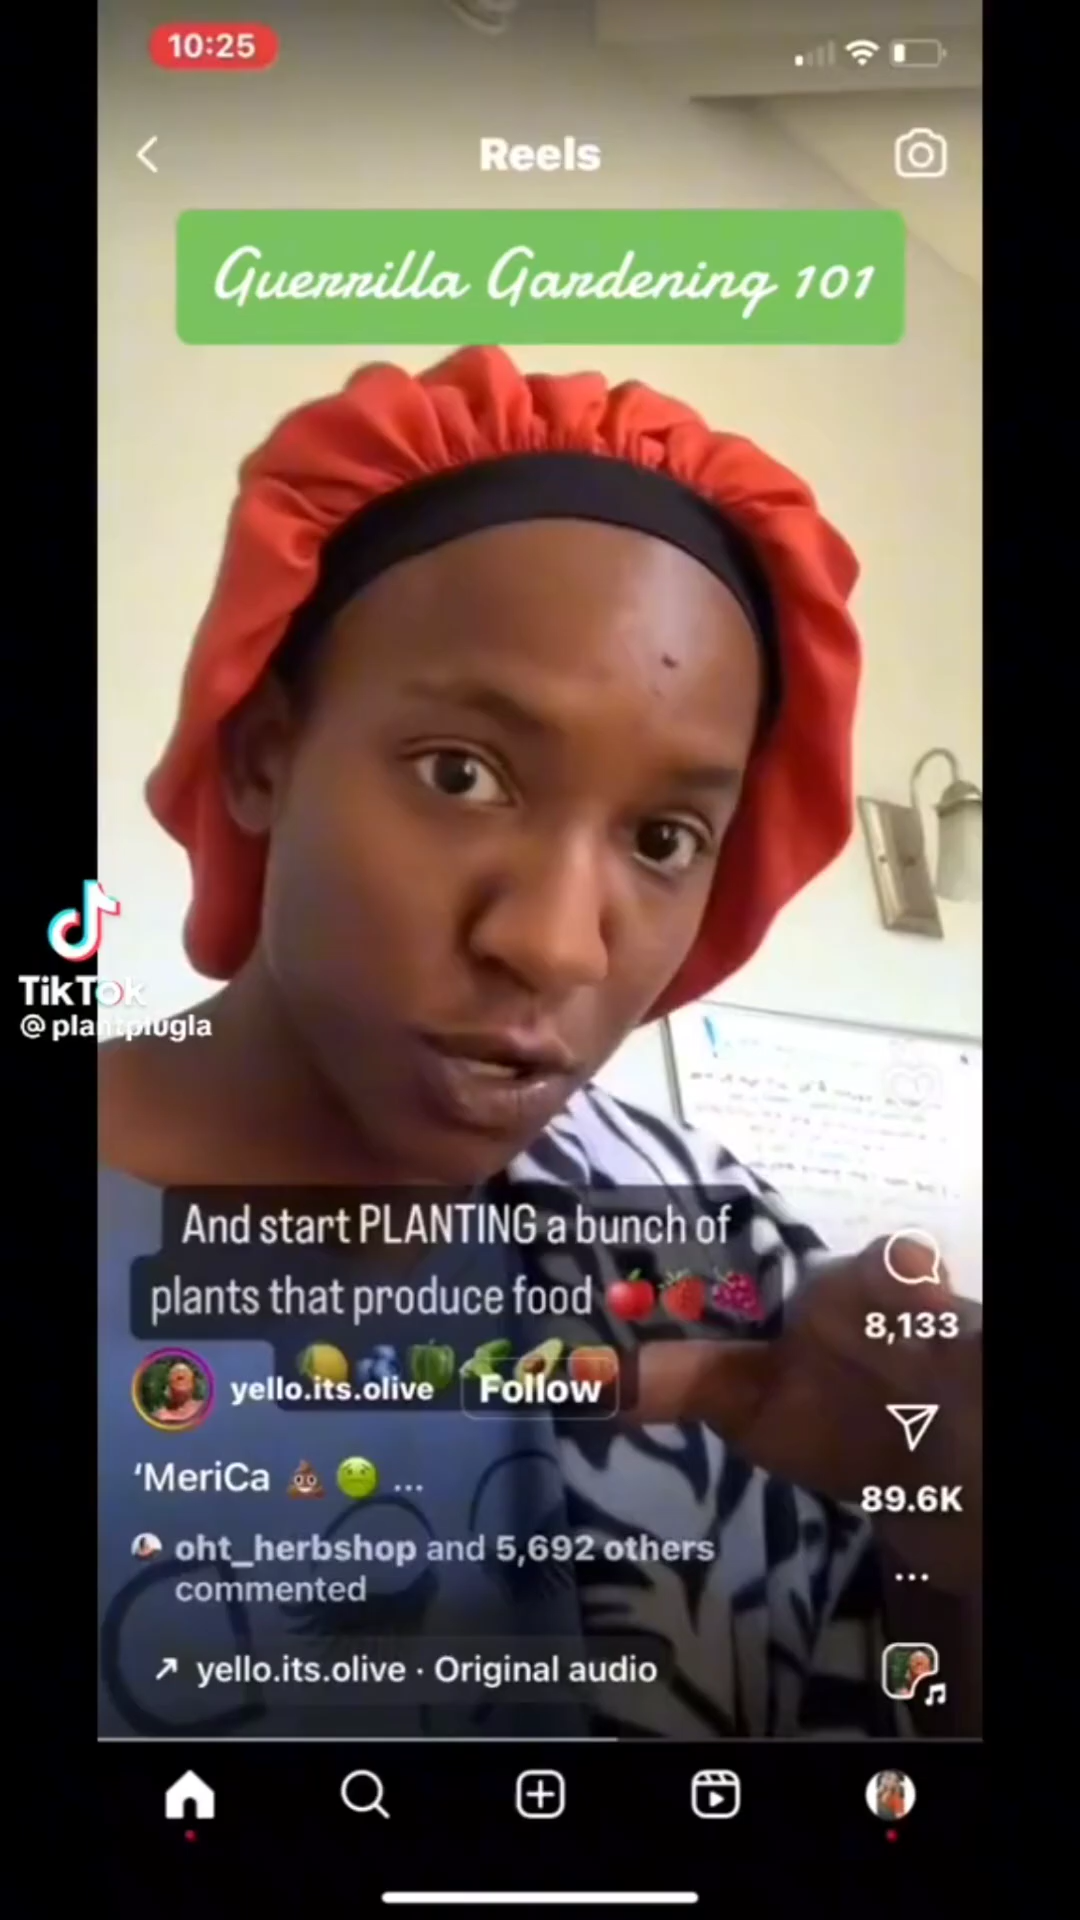 10:25
Reels
Guerrilla Gardening 101
TikTok
@plantplugla
And start PLANTING a bunch of
plants that produce food 🍎🍓🍇
🍋🫐🫑🥬🥑🍑
8,133
yello.its.olive Follow
'MeriCa 💩🤢 ...
89.6K
oht_herbshop and 5,692 others
commented
yello.its.olive · Original audio